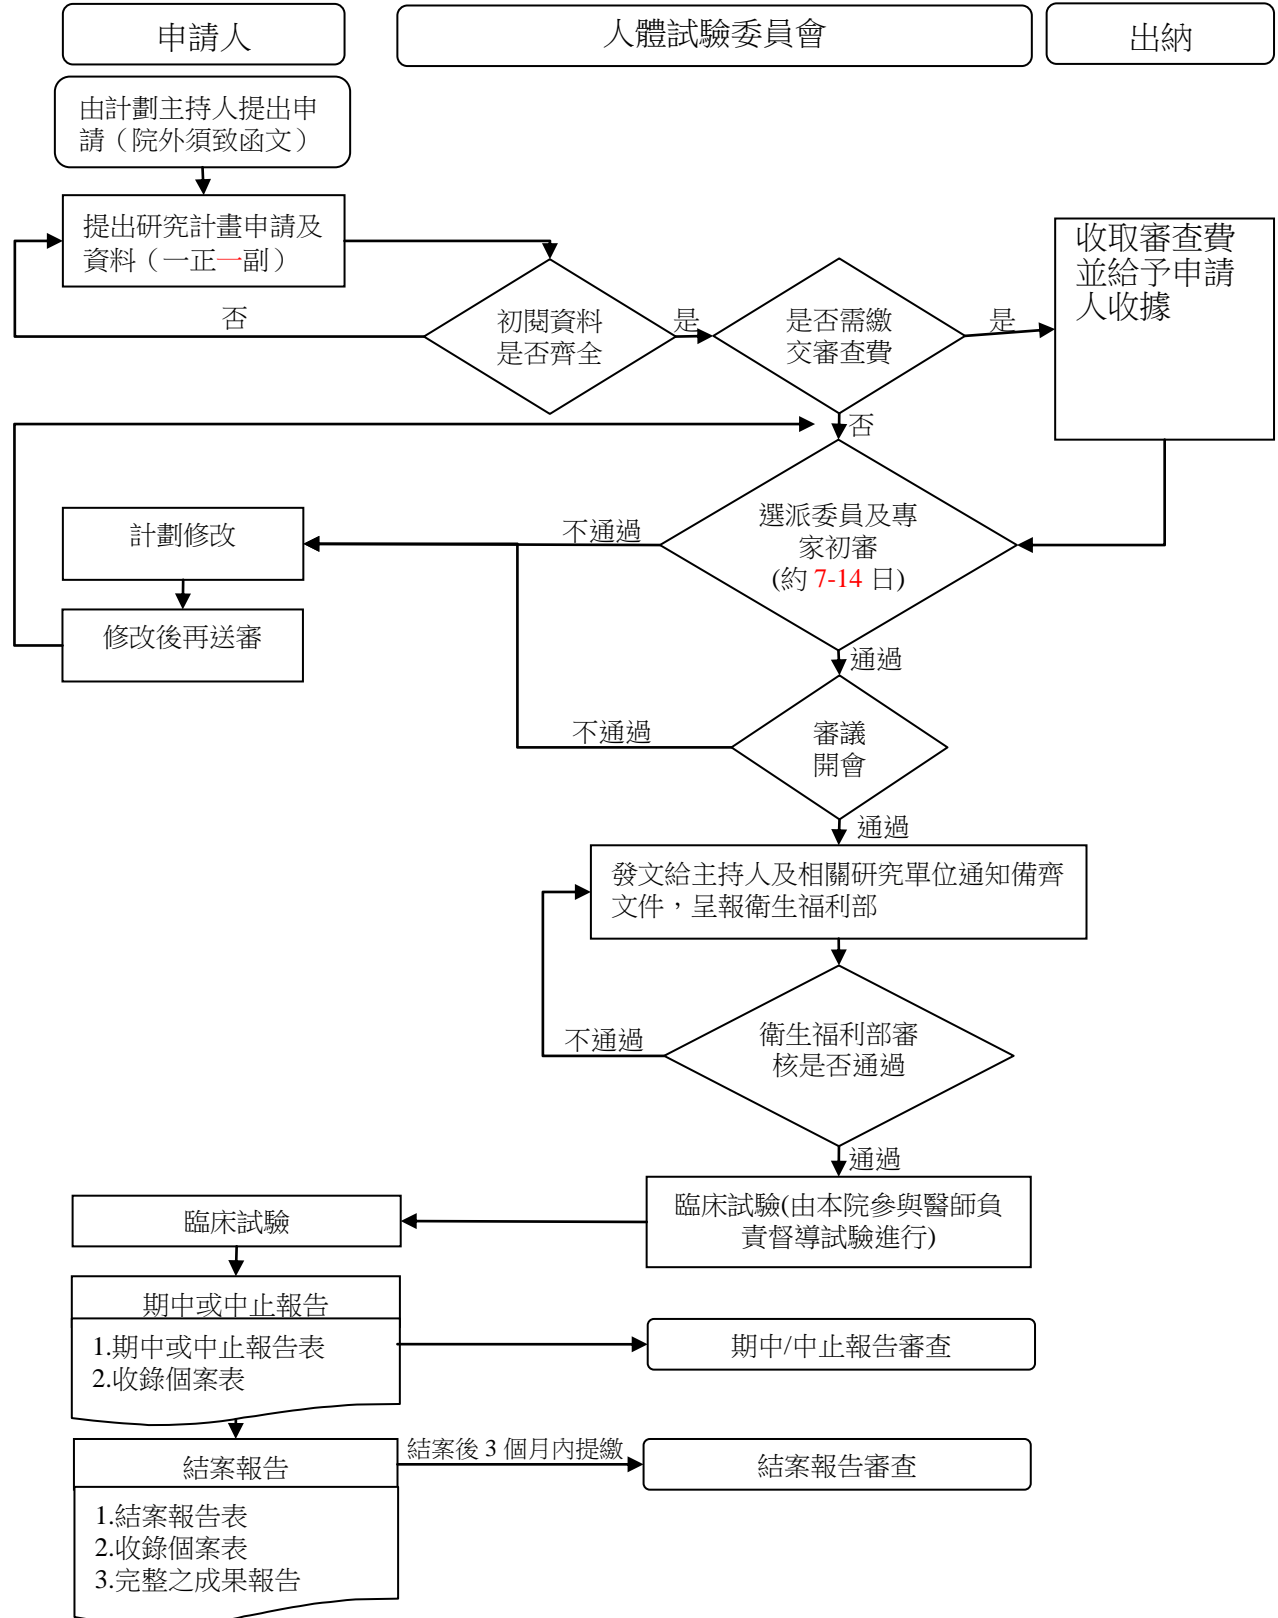 申請人
人體試驗委員會
出納
由計劃主持人提出申
請（院外須致函文）
提出研究計畫申請及
資料（一正一副）
收取審查費
並給予申請
人收據
否
初閱資料
是否齊全
是
是否需繳
交審查費
是
否
計劃修改
不通過
選派委員及專
家初審
(約 7-14 日)
修改後再送審
通過
不通過
審議
開會
通過
發文給主持人及相關研究單位通知備齊
文件，呈報衛生福利部
不通過
衛生福利部審
核是否通過
通過
臨床試驗
臨床試驗(由本院參與醫師負
責督導試驗進行)
期中或中止報告
1.期中或中止報告表
2.收錄個案表
期中/中止報告審查
結案報告
結案後 3 個月內提繳
結案報告審查
1.結案報告表
2.收錄個案表
3.完整之成果報告